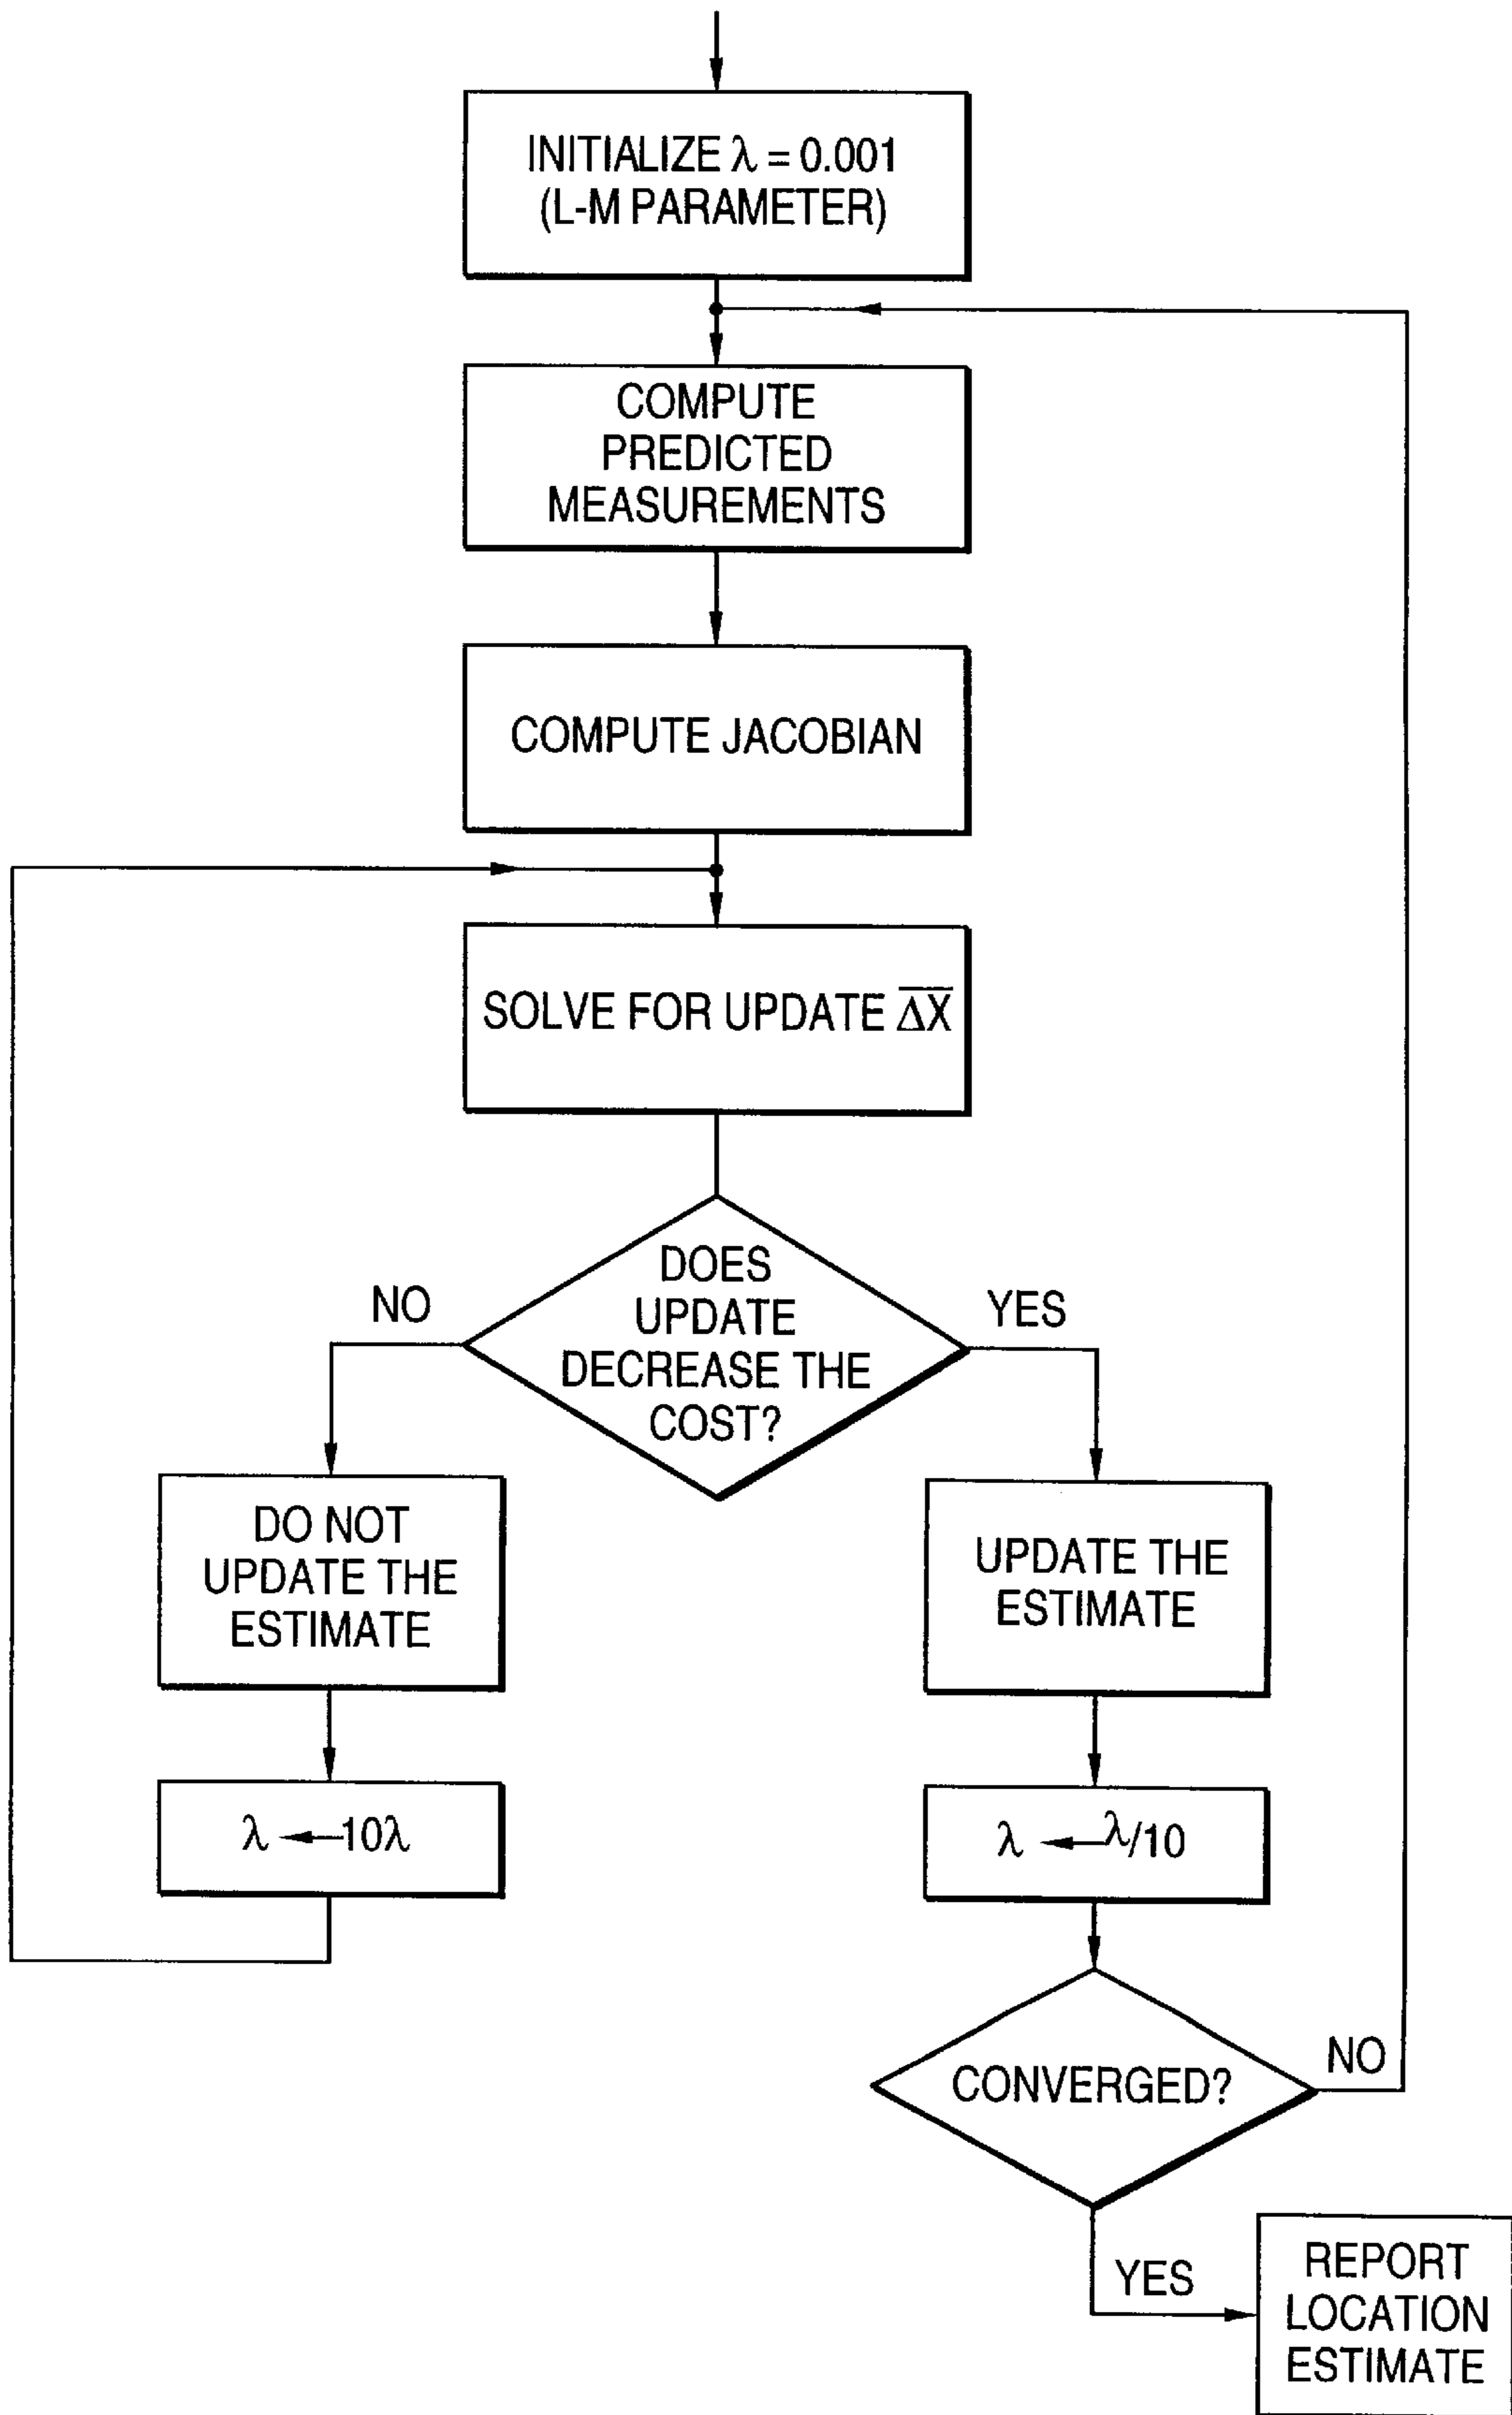 INITIALIZE λ = 0.001
(L-M PARAMETER)
COMPUTE
PREDICTED
MEASUREMENTS
COMPUTE JACOBIAN
SOLVE FOR UPDATE \overline{ΔX}
DOES
UPDATE
DECREASE THE
COST?
NO
YES
DO NOT
UPDATE THE
ESTIMATE
UPDATE THE
ESTIMATE
λ ← 10λ
λ ← λ/10
CONVERGED?
NO
YES
REPORT
LOCATION
ESTIMATE